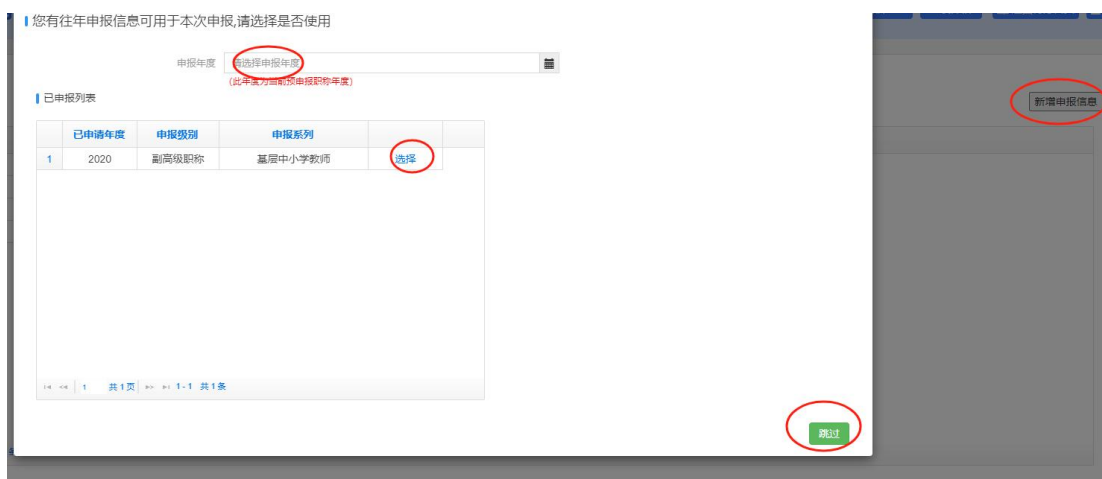 您有往年申报信息可用于本次申报,请选择是否使用
申报年度 请选择申报年度
(此年度为当前预申报职称年度)
已申报列表
新增申报信息
已申请年度 申报级别 申报系列
1 2020 副高级职称 基层中小学教师 选择
1 共1页 1-1 共1条
跳过